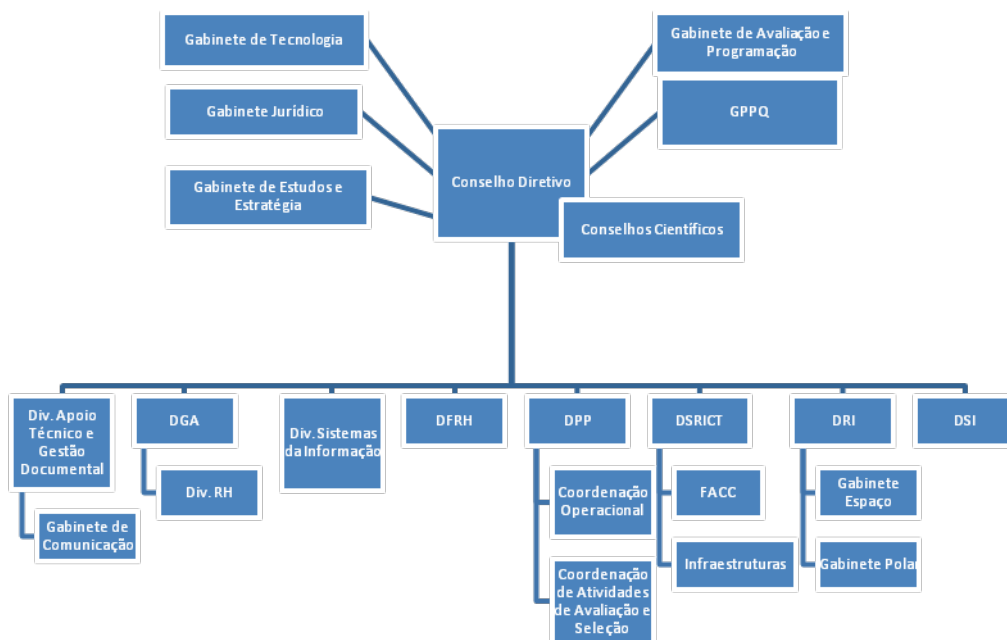 Gabinete de Tecnologia
Gabinete de Avaliação e
Programação
Gabinete Jurídico
GPPQ
Gabinete de Estudos e
Estratégia
Conselho Diretivo
Conselhos Científicos
Div. Apoio
Técnico e
Gestão
Documental
DGA
Div. Sistemas
da Informação
DFRH
DPP
DSRICT
DRI
DSI
Gabinete de
Comunicação
Div. RH
Coordenação
Operacional
Coordenação
de Atividades
de Avaliação e
Seleção
FACC
Infraestruturas
Gabinete
Espaço
Gabinete Polar